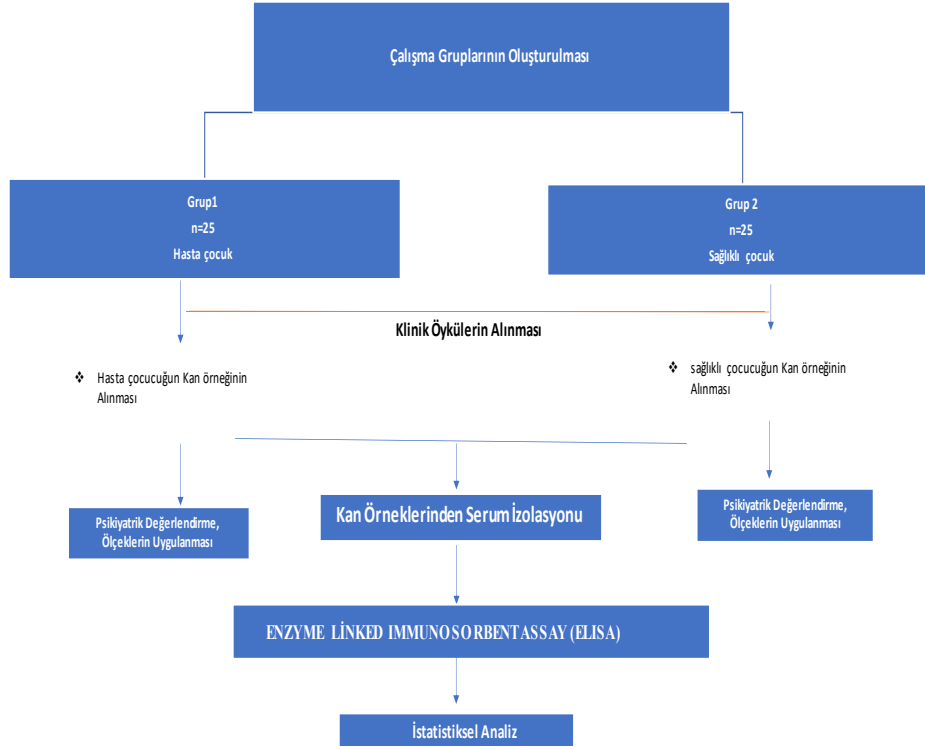 Çalışma Gruplarının Oluşturulması
Grup1
n=25
Hasta çocuk
Grup 2
n=25
Sağlıklı çocuk
Klinik Öykülerin Alınması
❖ Hasta çocucuğun Kan örneğinin
Alınması
❖ sağlıklı çocucuğun Kan örneğinin
Alınması
Psikiyatrik Değerlendirme,
Ölçeklerin Uygulanması
Kan Örneklerinden Serum İzolasyonu
Psikiyatrik Değerlendirme,
Ölçeklerin Uygulanması
ENZYME LİNKED IMMUNOSORBENT ASSAY (ELISA)
İstatistiksel Analiz